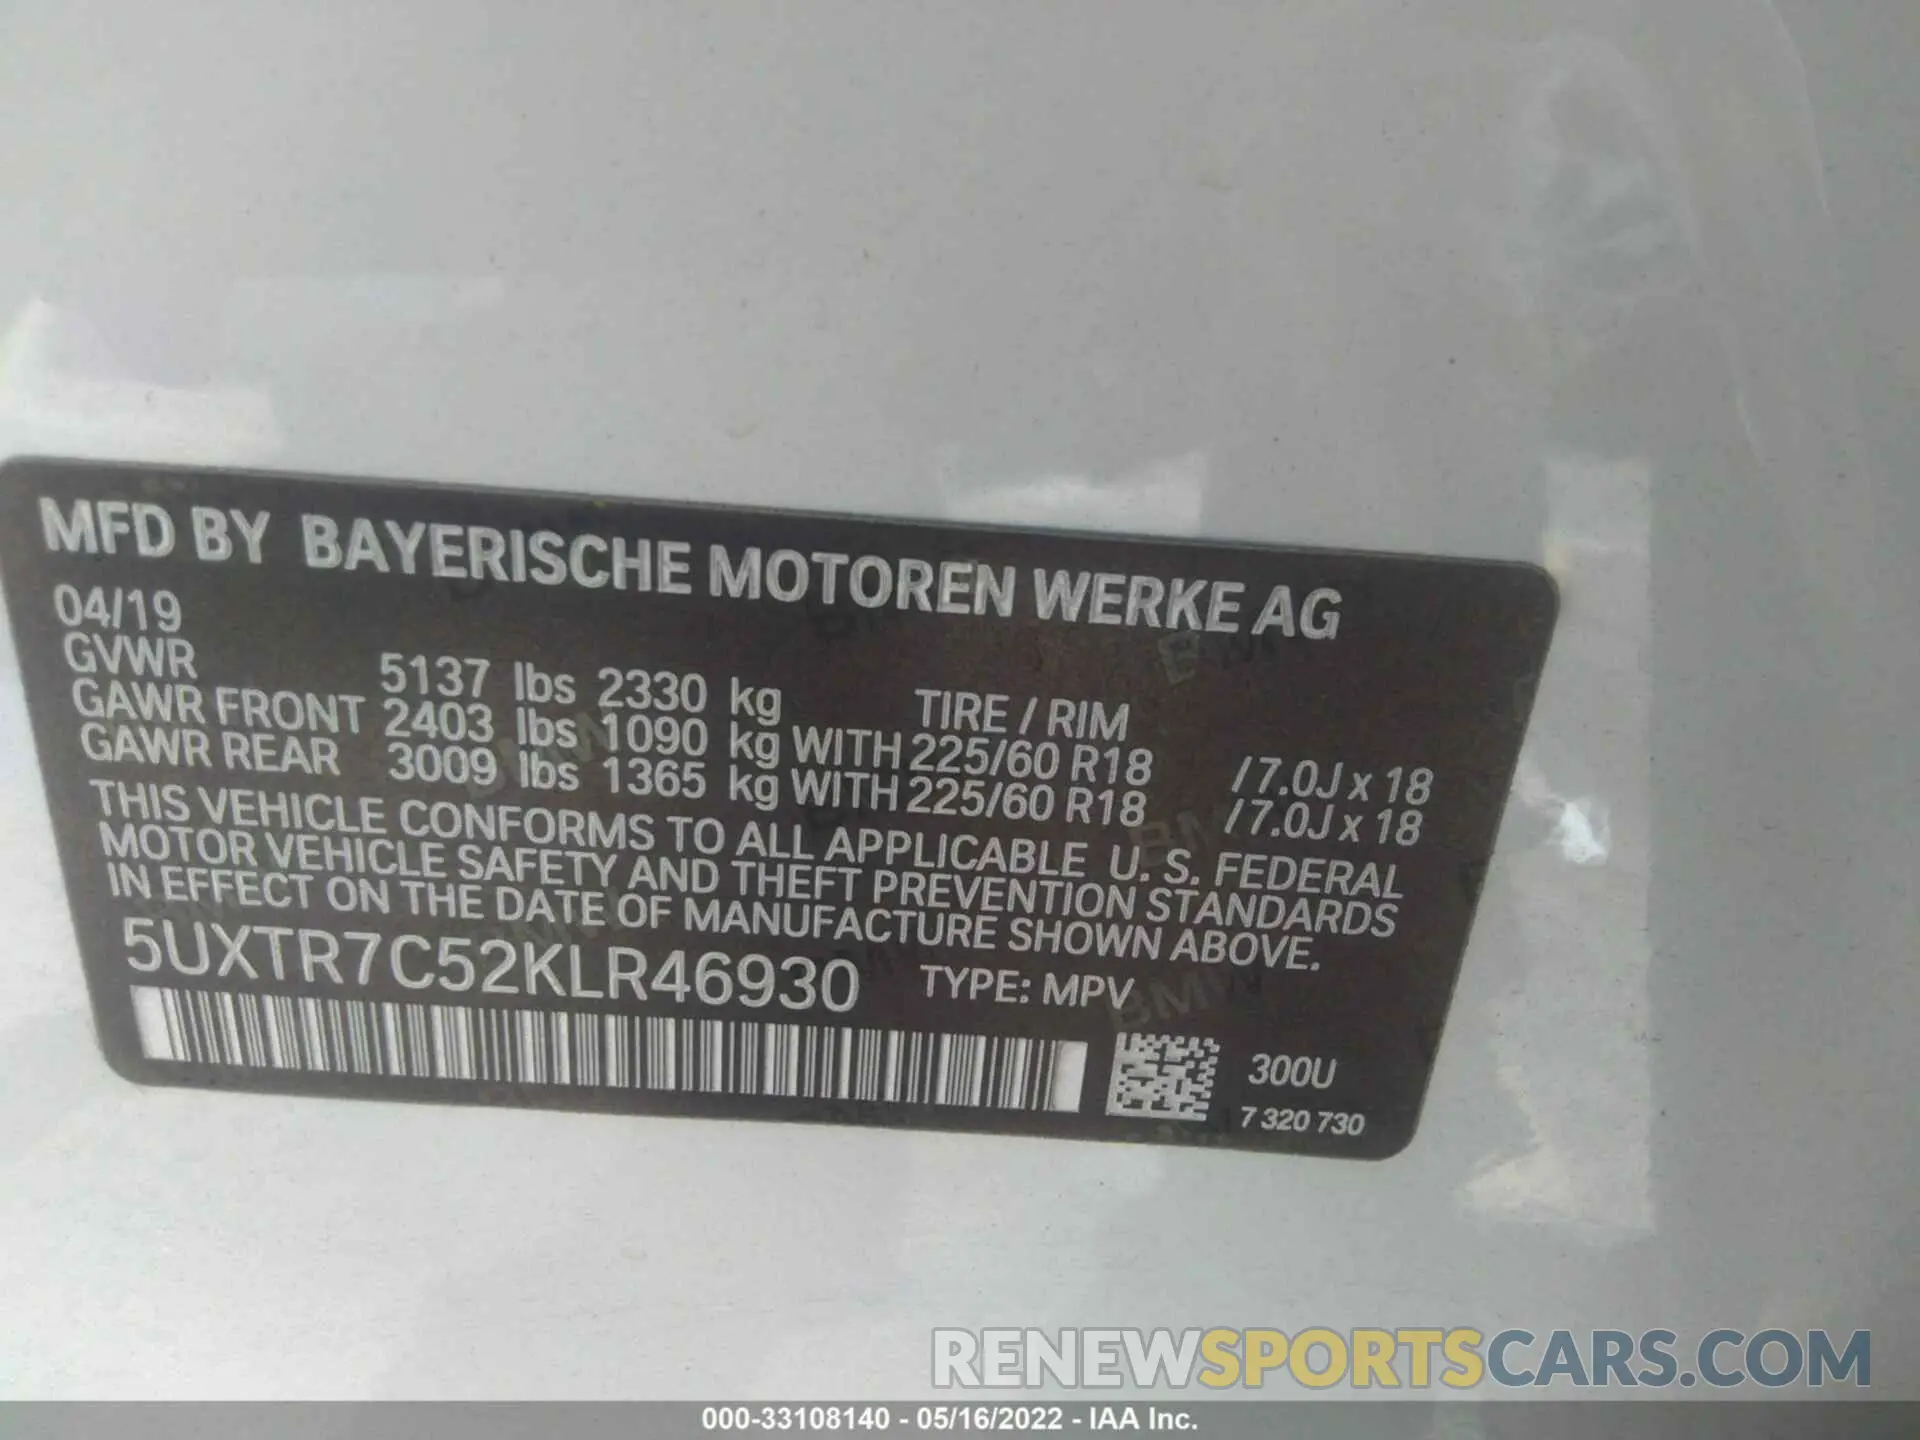 MFD BY BAYERISCHE MOTOREN WERKE AG
04/19
GVWR 5137 lbs 2330 kg TIRE / RIM
GAWR FRONT 2403 lbs 1090 kg WITH 225/60 R18 /7.0J x 18
GAWR REAR 3009 lbs 1365 kg WITH 225/60 R18 /7.0J x 18
THIS VEHICLE CONFORMS TO ALL APPLICABLE U. S. FEDERAL
MOTOR VEHICLE SAFETY AND THEFT PREVENTION STANDARDS
IN EFFECT ON THE DATE OF MANUFACTURE SHOWN ABOVE.
5UXTR7C52KLR46930 TYPE: MPV
300U
7 320 730
RENEWSPORTSCARS.COM
000-33108140 - 05/16/2022 - IAA Inc.